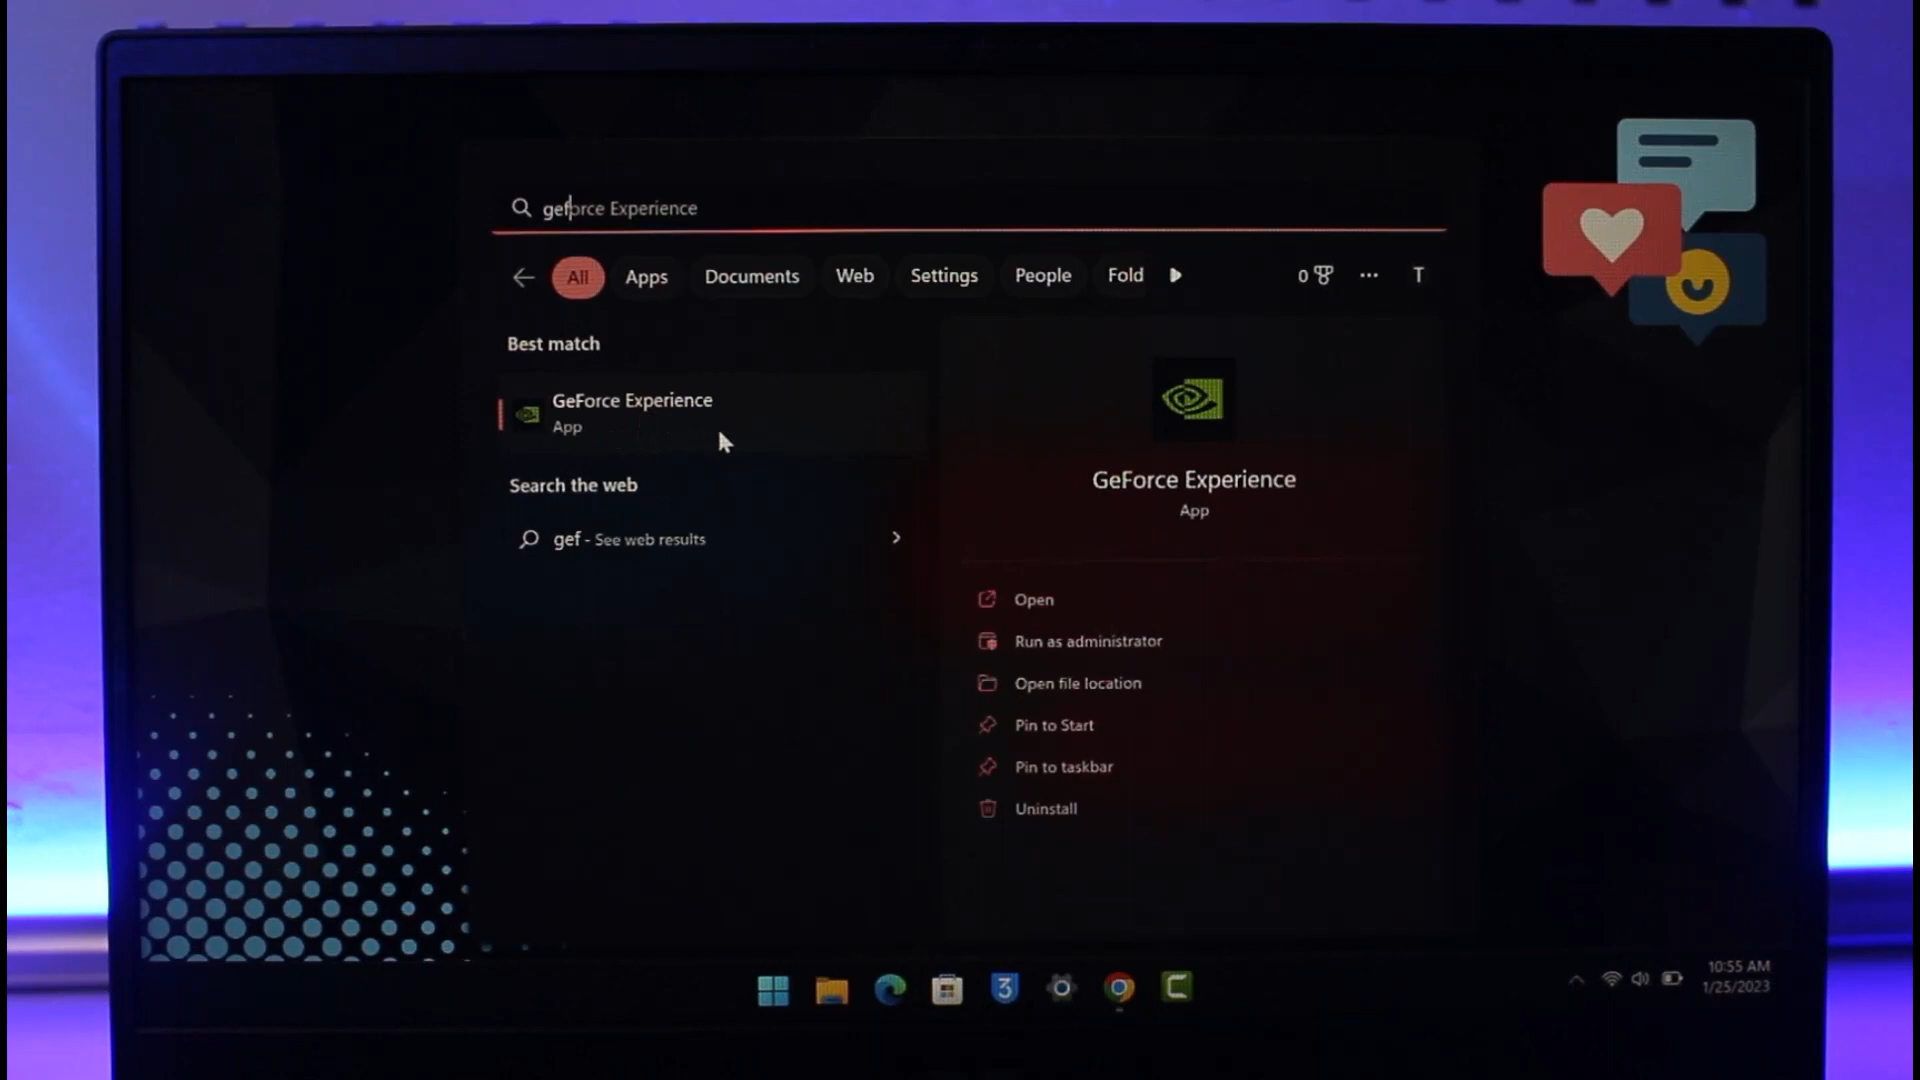 geforce Experience
All Apps Documents Web Settings People Fold 0 T
Best match
GeForce Experience
App
Search the web
gef - See web results
GeForce Experience
App
Open
Run as administrator
Open file location
Pin to Start
Pin to taskbar
Uninstall
3
10:55 AM
1/25/2023